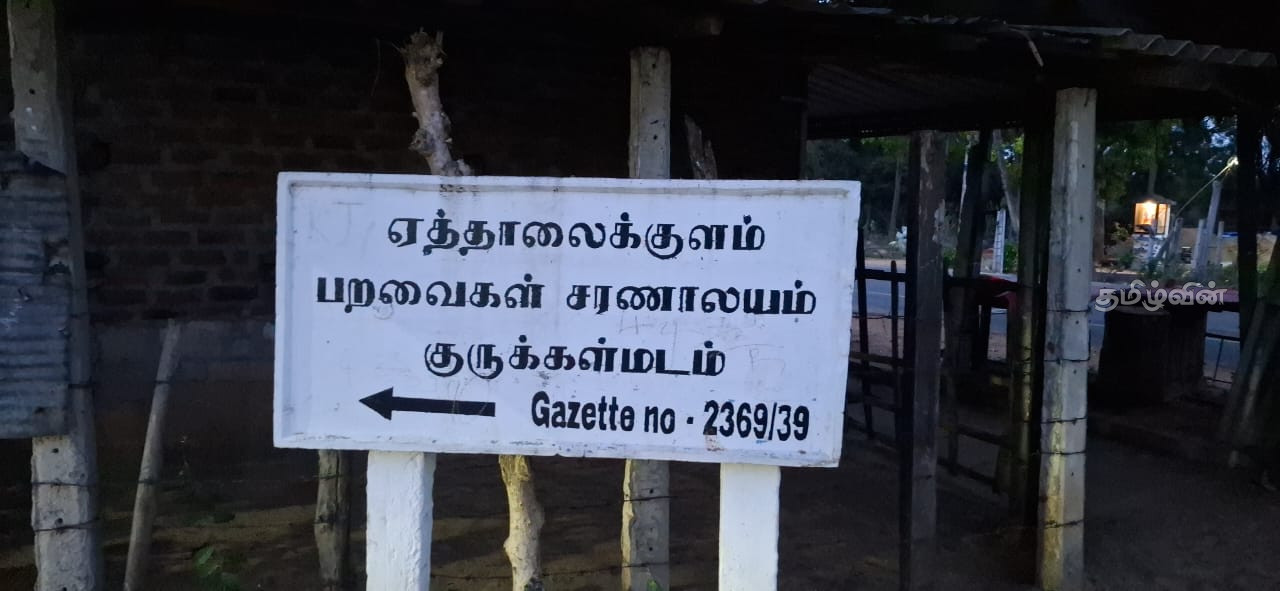 ஏத்தாலைக்குளம்
பறவைகள் சரணாலயம்
குருக்கள்மடம்
Gazette no - 2369/39
தமிழ்வின்